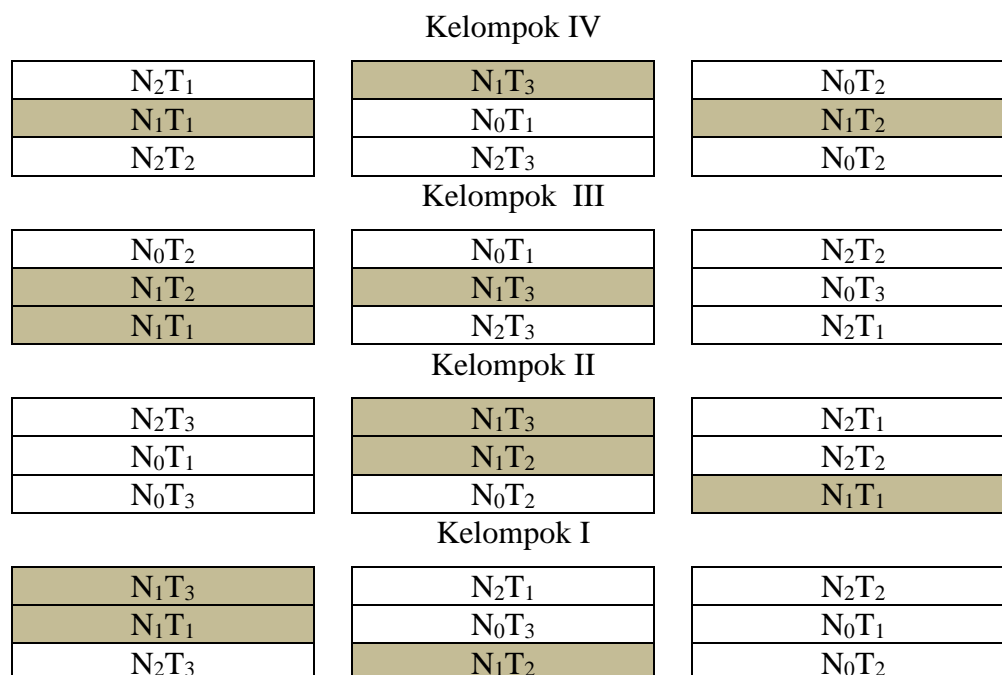 Kelompok IV
N₂T₁ N₁T₃ N₀T₂
N₁T₁ N₀T₁ N₁T₂
N₂T₂ N₂T₃ N₀T₂
Kelompok III
N₀T₂ N₀T₁ N₂T₂
N₁T₂ N₁T₃ N₀T₃
N₁T₁ N₂T₃ N₂T₁
Kelompok II
N₂T₃ N₁T₃ N₂T₁
N₀T₁ N₁T₂ N₂T₂
N₀T₃ N₀T₂ N₁T₁
Kelompok I
N₁T₃ N₂T₁ N₂T₂
N₁T₁ N₀T₃ N₀T₁
N₂T₃ N₁T₂ N₀T₂